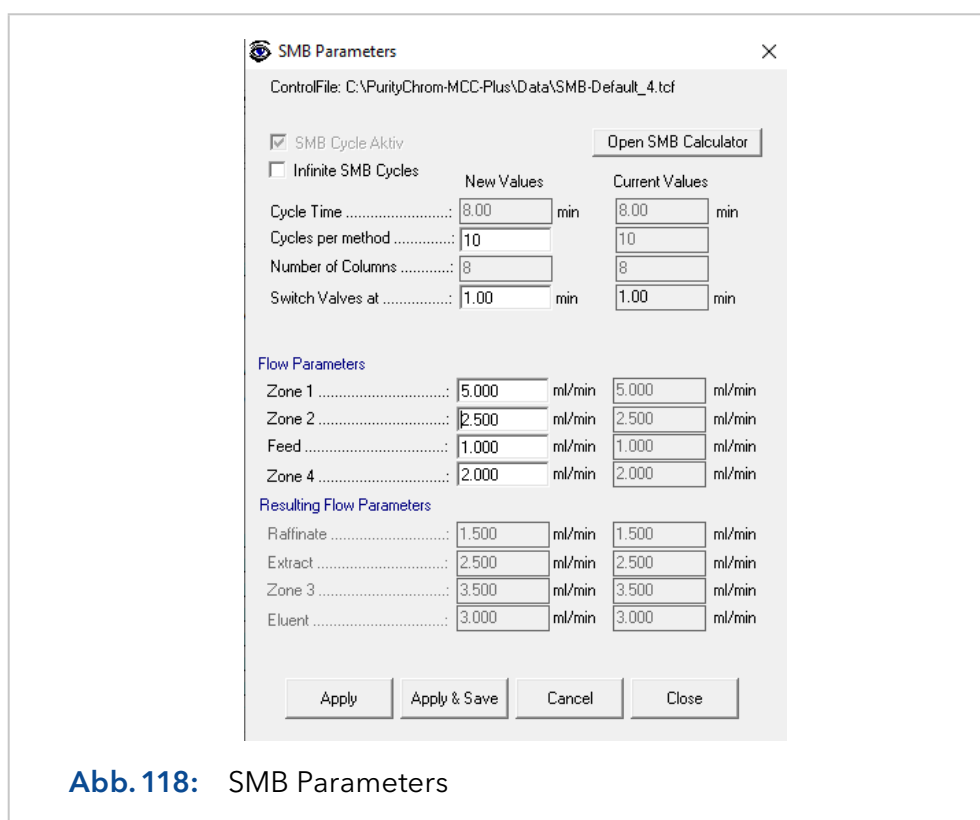 SMB Parameters
ControlFile: C:\PurityChrom-MCC-Plus\Data\SMB-Default_4.tcf
SMB Cycle Aktiv Open SMB Calculator
Infinite SMB Cycles
New Values Current Values
Cycle Time ..........................: 8.00 min 8.00 min
Cycles per method ..............: 10 10
Number of Columns ............: 8 8
Switch Valves at ................: 1.00 min 1.00 min
Flow Parameters
Zone 1 ................................: 5.000 ml/min 5.000 ml/min
Zone 2 ................................: 2.500 ml/min 2.500 ml/min
Feed ...................................: 1.000 ml/min 1.000 ml/min
Zone 4 ................................: 2.000 ml/min 2.000 ml/min
Resulting Flow Parameters
Raffinate .............................: 1.500 ml/min 1.500 ml/min
Extract ................................: 2.500 ml/min 2.500 ml/min
Zone 3 ................................: 3.500 ml/min 3.500 ml/min
Eluent .................................: 3.000 ml/min 3.000 ml/min
Apply Apply & Save Cancel Close
Abb. 118: SMB Parameters